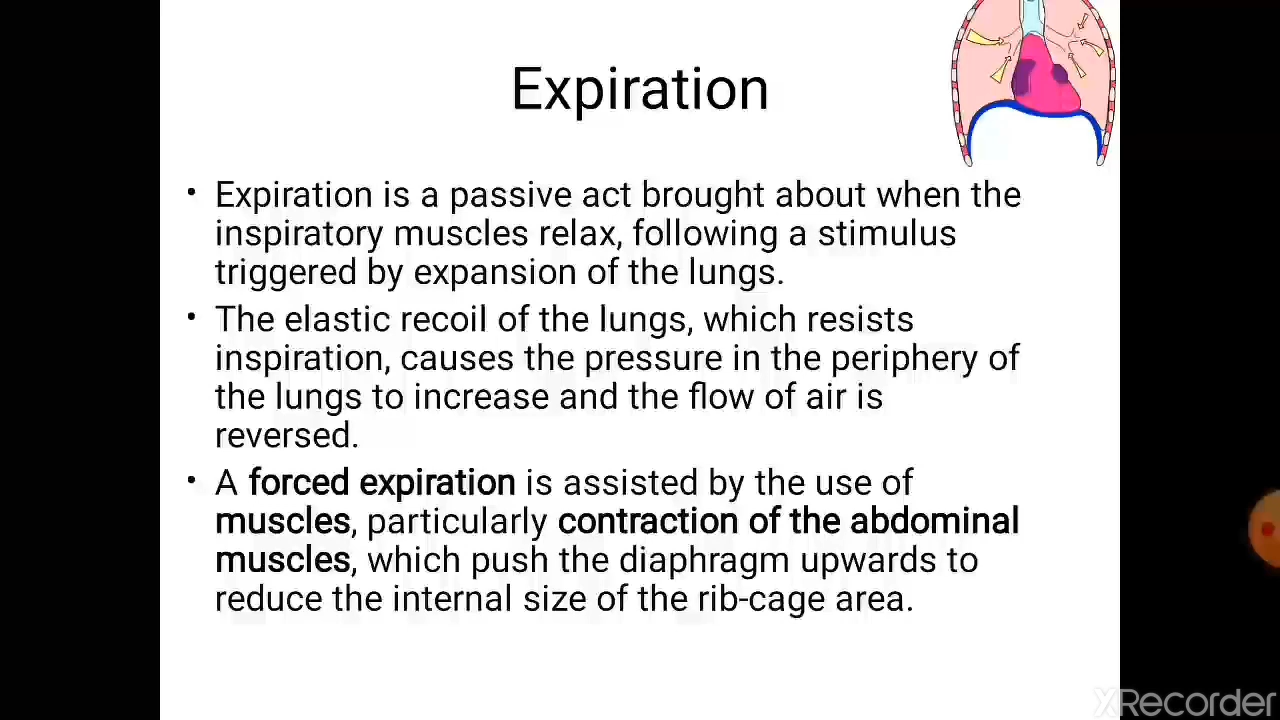 Expiration
• Expiration is a passive act brought about when the
inspiratory muscles relax, following a stimulus
triggered by expansion of the lungs.
• The elastic recoil of the lungs, which resists
inspiration, causes the pressure in the periphery of
the lungs to increase and the flow of air is
reversed.
• A forced expiration is assisted by the use of
muscles, particularly contraction of the abdominal
muscles, which push the diaphragm upwards to
reduce the internal size of the rib-cage area.
XRecorder